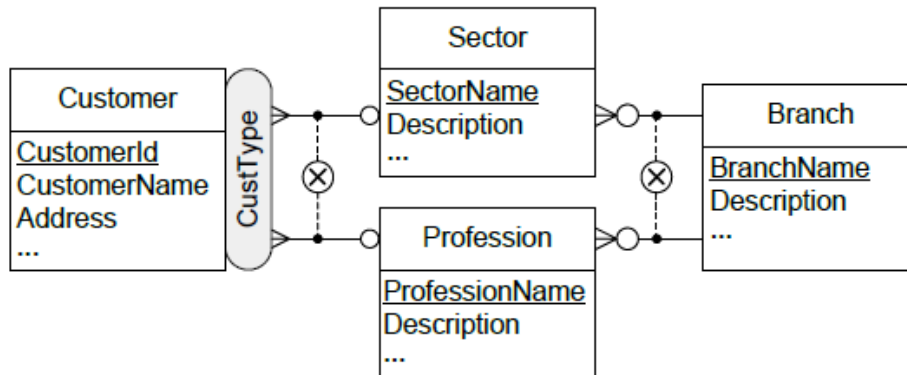 Customer
CustomerId
CustomerName
Address
...
CustType
Sector
SectorName
Description
...
Profession
ProfessionName
Description
...
Branch
BranchName
Description
...